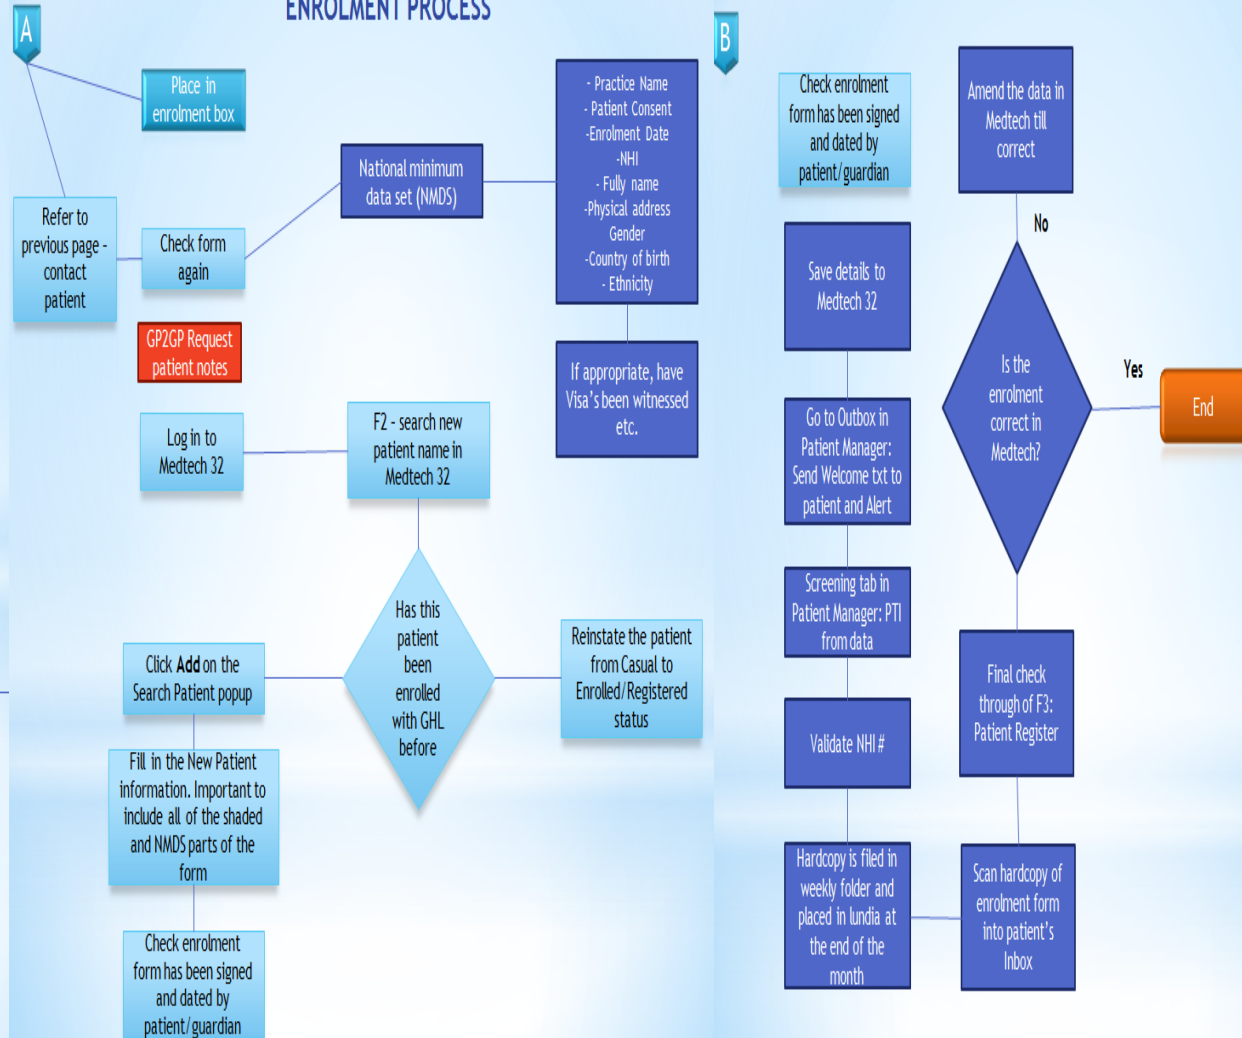 ENROLMENT PROCESS
A
Place in
enrolment box
Refer to
previous page -
contact
patient
Check form
again
National minimum
data set (NMDS)
- Practice Name
- Patient Consent
-Enrolment Date
-NHI
- Fully name
-Physical address
Gender
-Country of birth
- Ethnicity
If appropriate, have
Visa's been witnessed
etc.
GP2GP Request
patient notes
Log in to
Medtech 32
F2 - search new
patient name in
Medtech 32
Has this
patient
been
enrolled
with GHL
before
Reinstate the patient
from Casual to
Enrolled/Registered
status
Click Add on the
Search Patient popup
Fill in the New Patient
information. Important to
include all of the shaded
and NMDS parts of the
form
Check enrolment
form has been signed
and dated by
patient/guardian
B
Check enrolment
form has been signed
and dated by
patient/guardian
Save details to
Medtech 32
Go to Outbox in
Patient Manager:
Send Welcome txt to
patient and Alert
Screening tab in
Patient Manager: PTI
from data
Validate NHI #
Hardcopy is filed in
weekly folder and
placed in lundia at
the end of the
month
Scan hardcopy of
enrolment form
into patient's
Inbox
Final check
through of F3:
Patient Register
Is the
enrolment
correct in
Medtech?
No
Amend the data in
Medtech till
correct
Yes
End